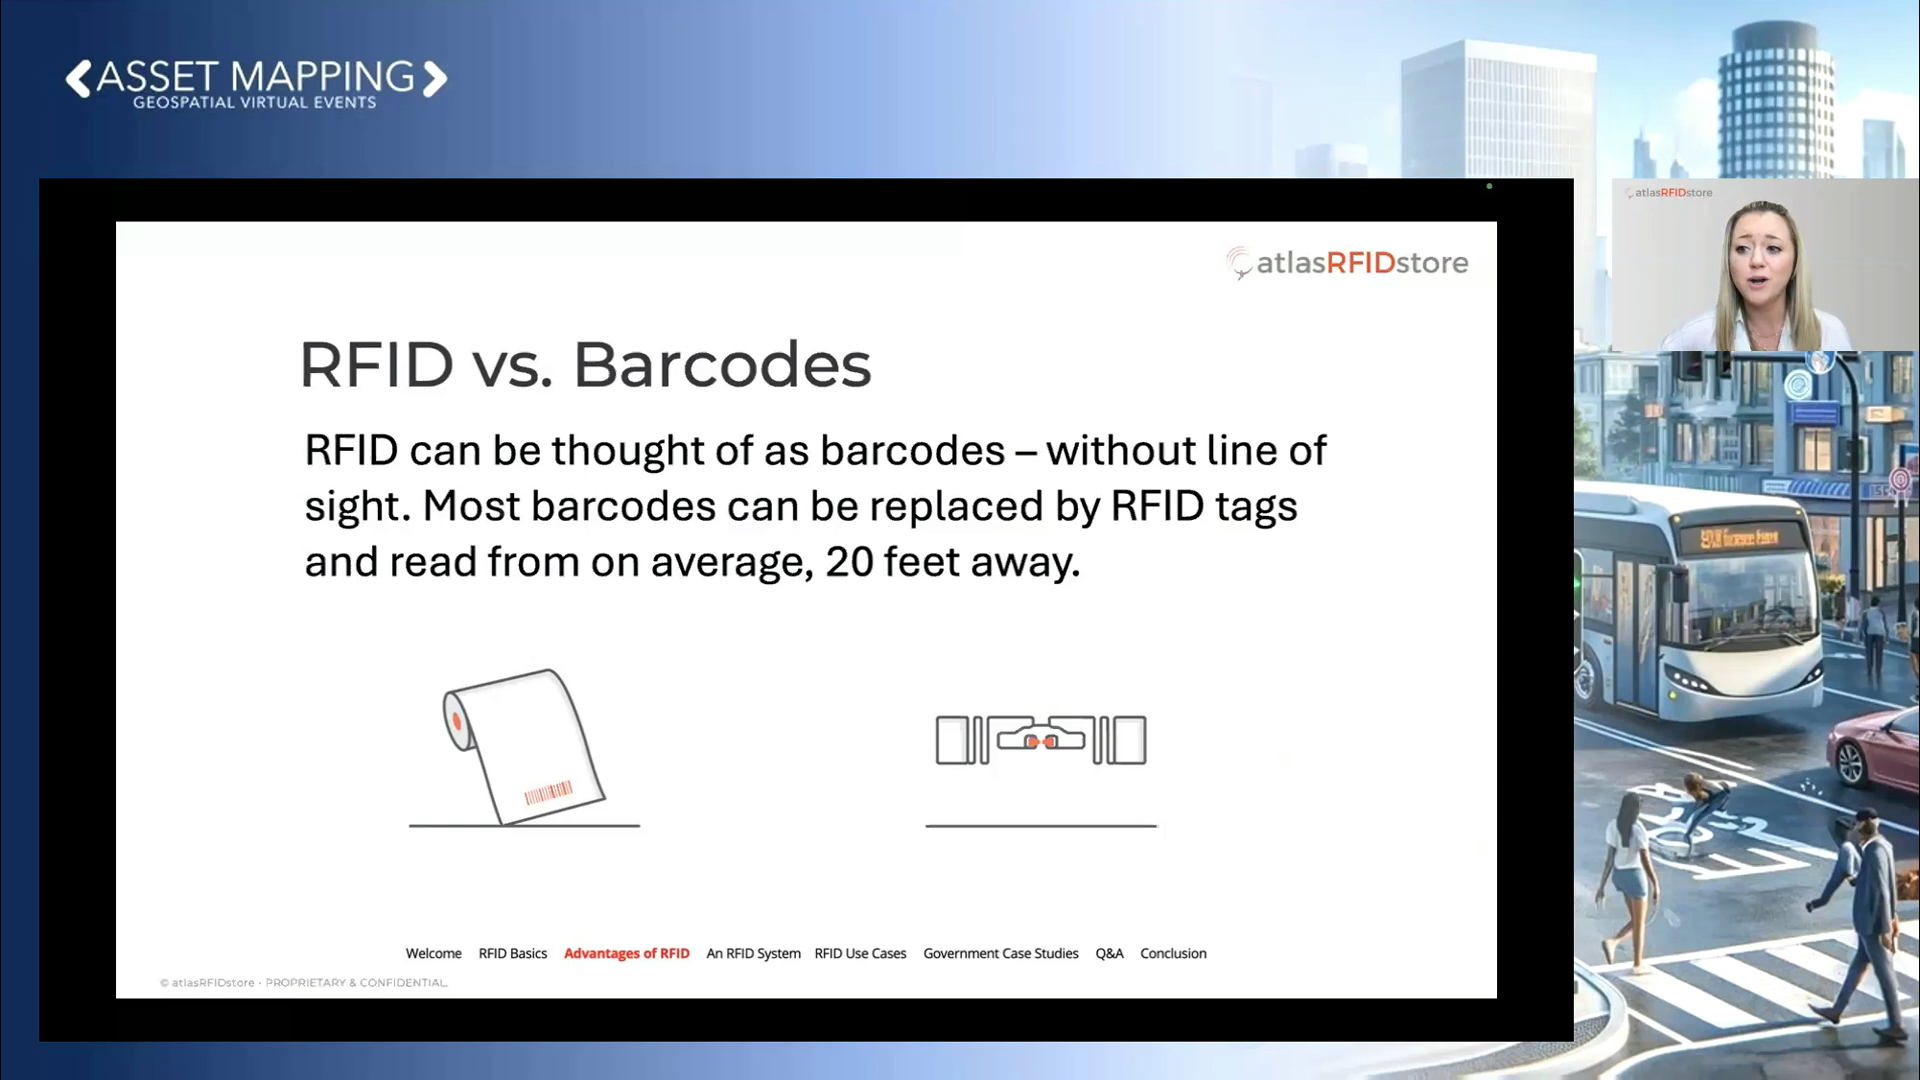 ASSET MAPPING
GEOSPATIAL VIRTUAL EVENTS
atlasRFIDstore
atlasRFIDstore
RFID vs. Barcodes
RFID can be thought of as barcodes – without line of
sight. Most barcodes can be replaced by RFID tags
and read from on average, 20 feet away.
Welcome RFID Basics Advantages of RFID An RFID System RFID Use Cases Government Case Studies Q&A Conclusion
© atlasRFIDstore · PROPRIETARY & CONFIDENTIAL